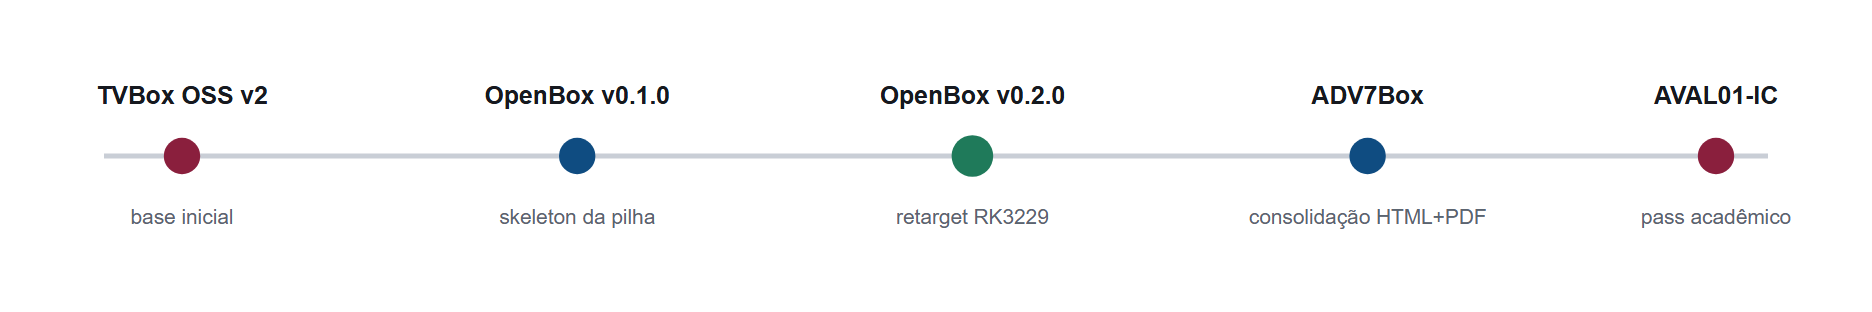 TVBox OSS v2
OpenBox v0.1.0
OpenBox v0.2.0
ADV7Box
AVAL01-IC
base inicial
skeleton da pilha
retarget RK3229
consolidação HTML+PDF
pass acadêmico